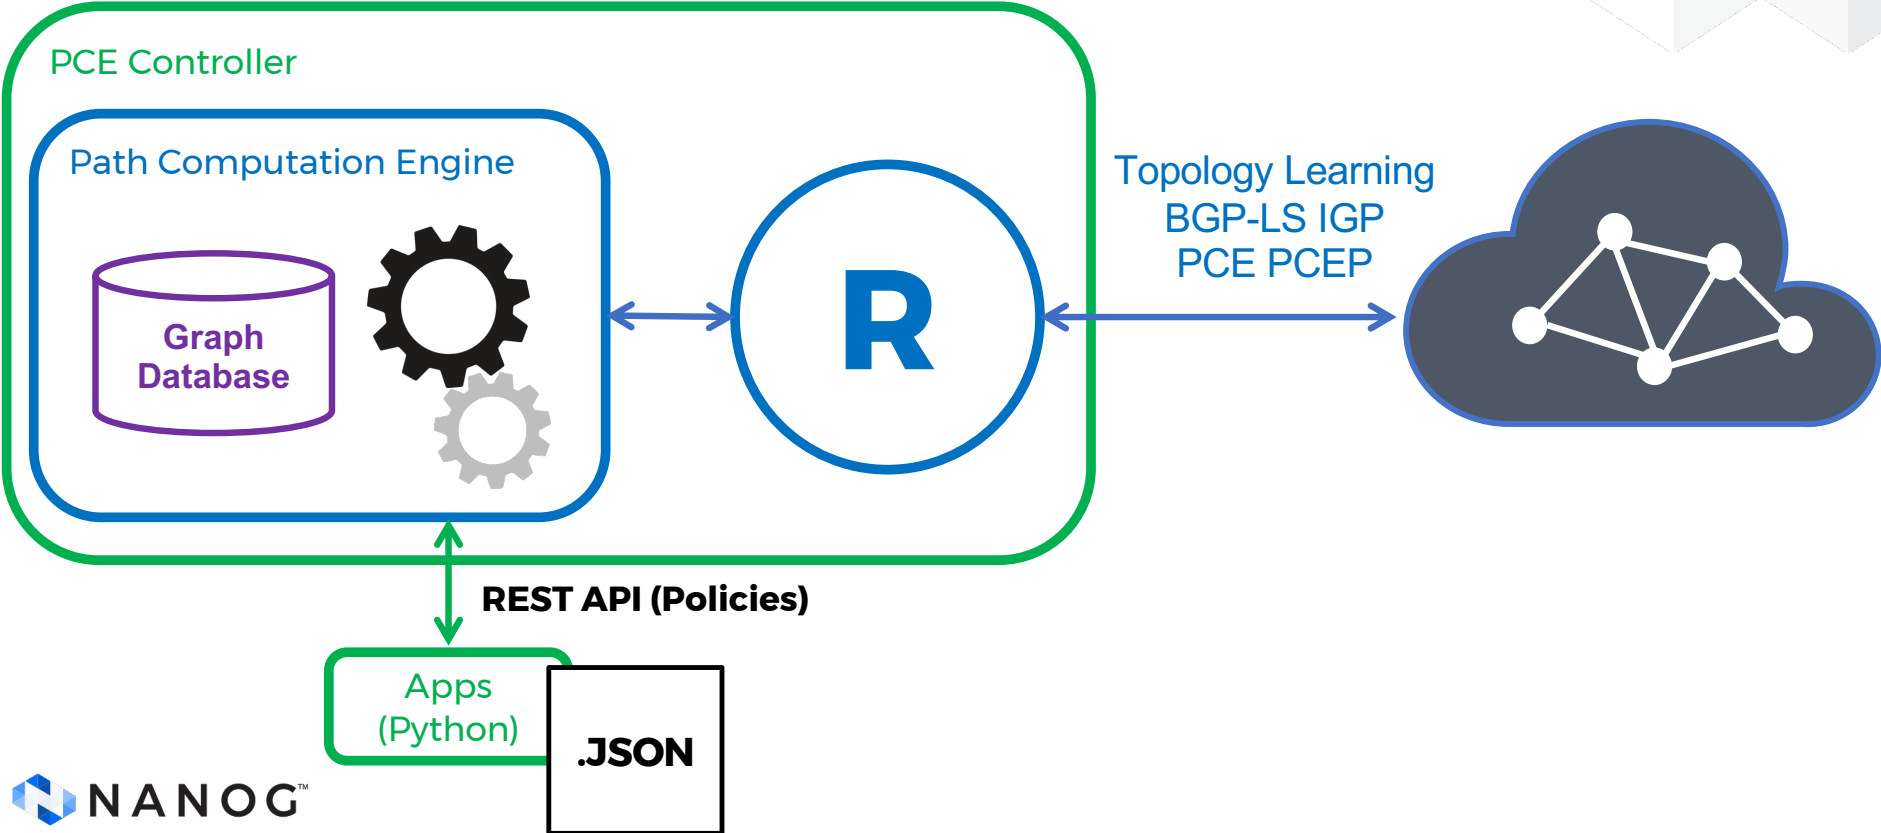 PCE Controller
Path Computation Engine
Graph
Database
R
Topology Learning
BGP-LS IGP
PCE PCEP
REST API (Policies)
Apps
(Python)
.JSON
NANOG™